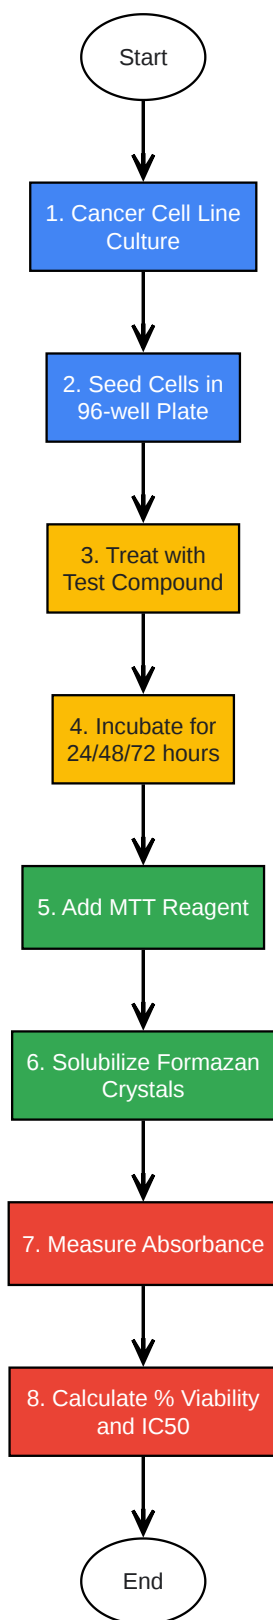 Start
1. Cancer Cell Line
Culture
2. Seed Cells in
96-well Plate
3. Treat with
Test Compound
4. Incubate for
24/48/72 hours
5. Add MTT Reagent
6. Solubilize Formazan
Crystals
7. Measure Absorbance
8. Calculate % Viability
and IC50
End